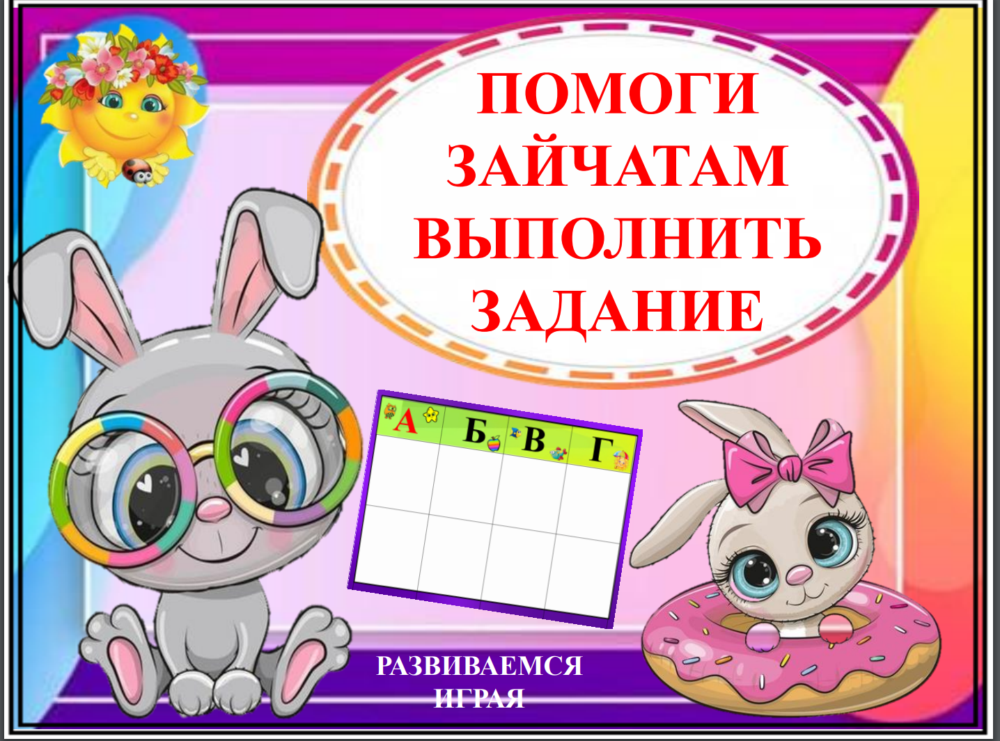 ПОМОГИ
ЗАЙЧАТАМ
ВЫПОЛНИТЬ
ЗАДАНИЕ
А Б В Г
РАЗВИВАЕМСЯ
ИГРАЯ